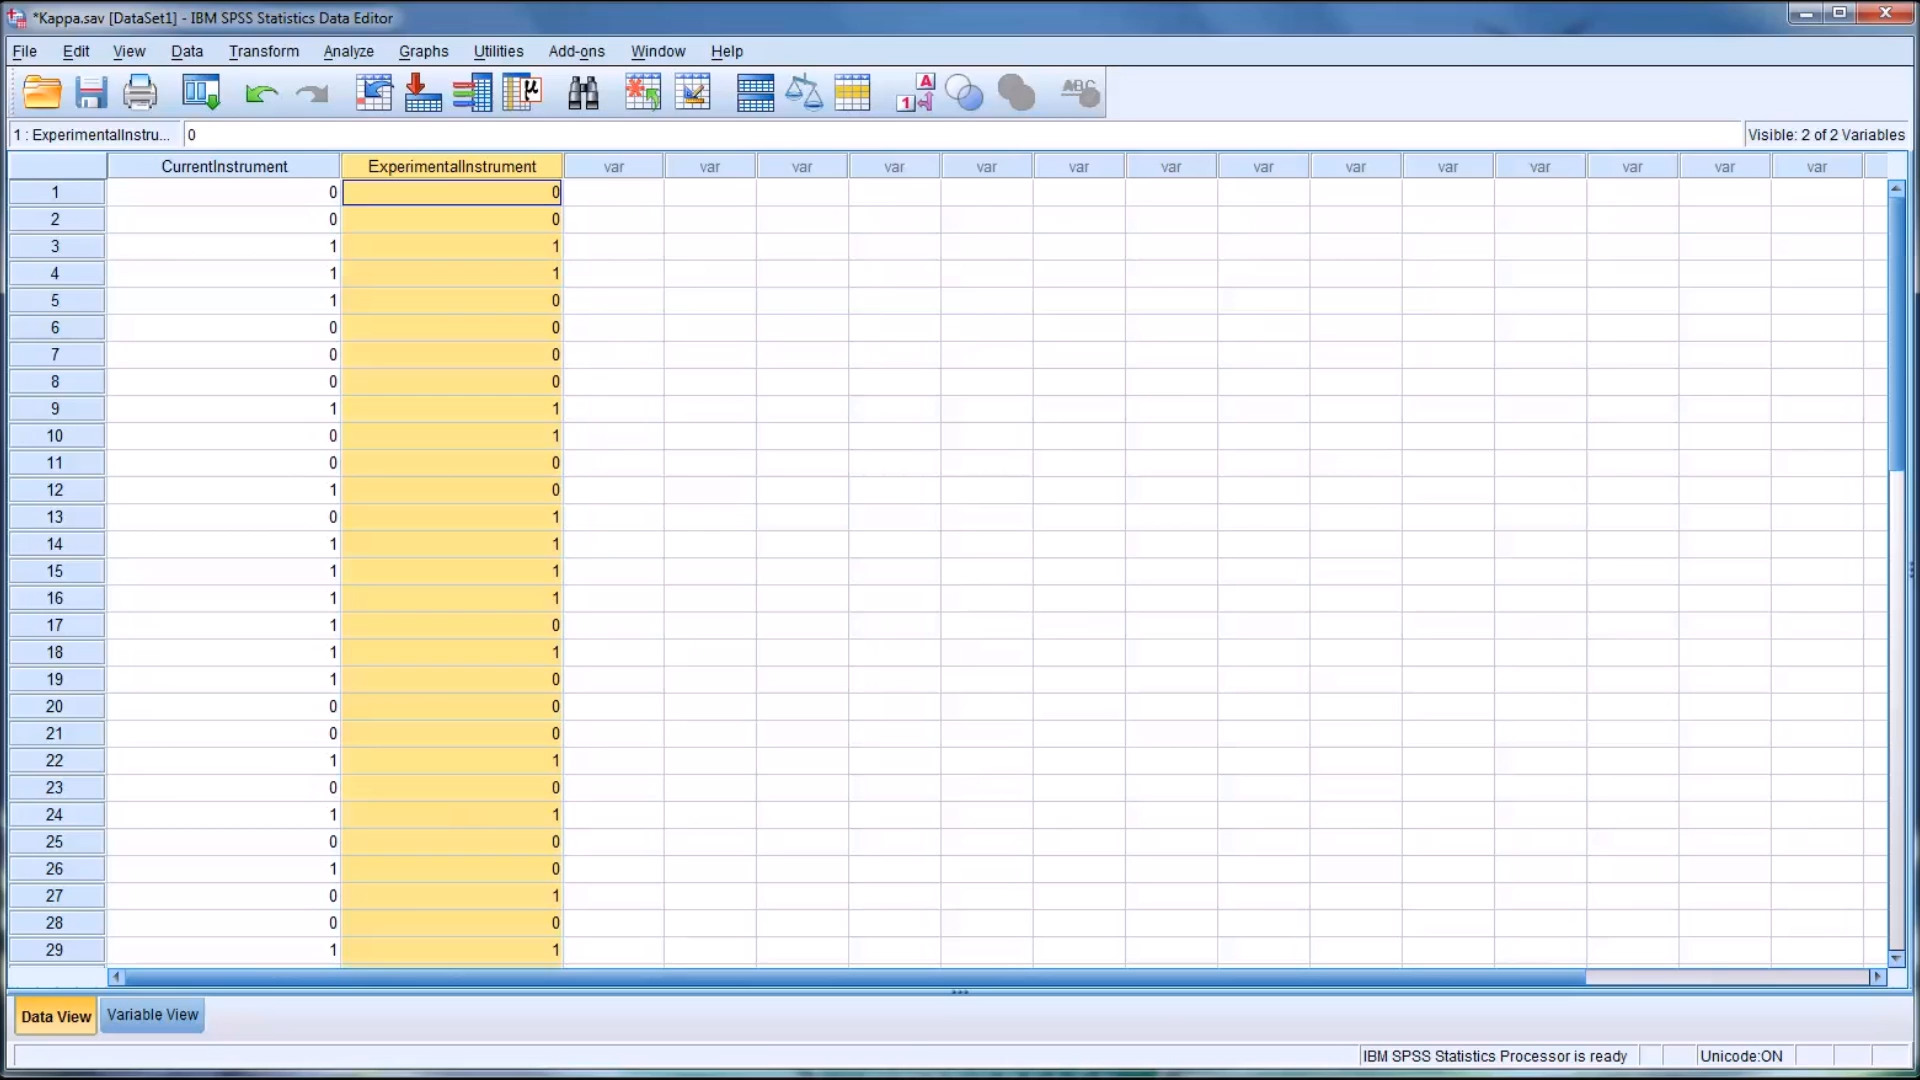 *Kappa.sav [DataSet1] - IBM SPSS Statistics Data Editor
File Edit View Data Transform Analyze Graphs Utilities Add-ons Window Help
1 : ExperimentalInstru... 0 Visible: 2 of 2 Variables
CurrentInstrument ExperimentalInstrument var var var var var var var var var var var var var var
1 0 0
2 0 0
3 1 1
4 1 1
5 1 0
6 0 0
7 0 0
8 0 0
9 1 1
10 0 1
11 0 0
12 1 0
13 0 1
14 1 1
15 1 1
16 1 1
17 1 0
18 1 1
19 1 0
20 0 0
21 0 0
22 1 1
23 0 0
24 1 1
25 0 0
26 1 0
27 0 1
28 0 0
29 1 1
Data View Variable View
IBM SPSS Statistics Processor is ready Unicode:ON